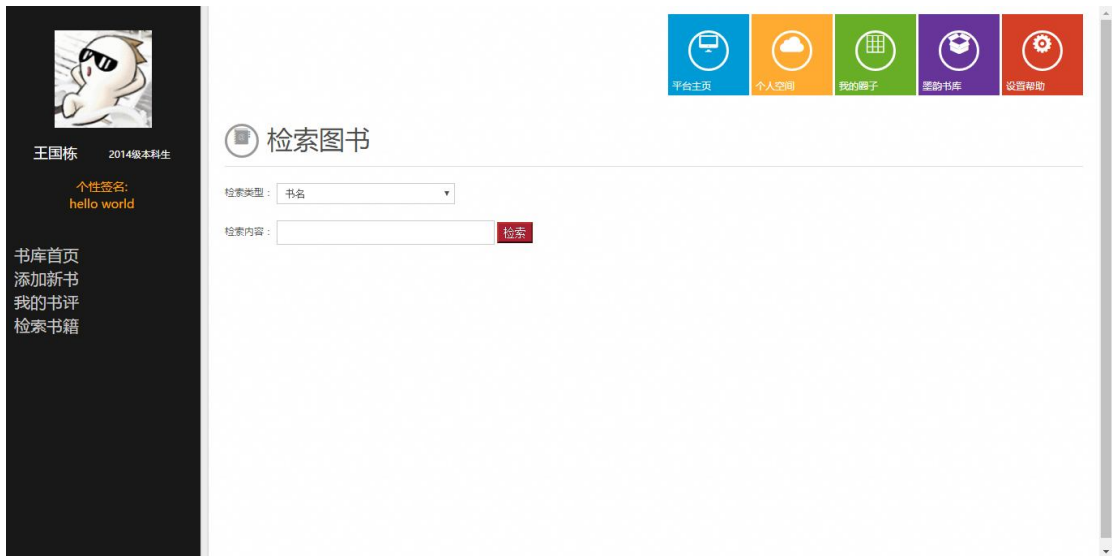 平台主页
个人空间
我的圈子
墨韵书库
设置帮助
王国栋 2014级本科生
个性签名:
hello world
书库首页
添加新书
我的书评
检索书籍
检索图书
检索类型： 书名
检索内容： 检索